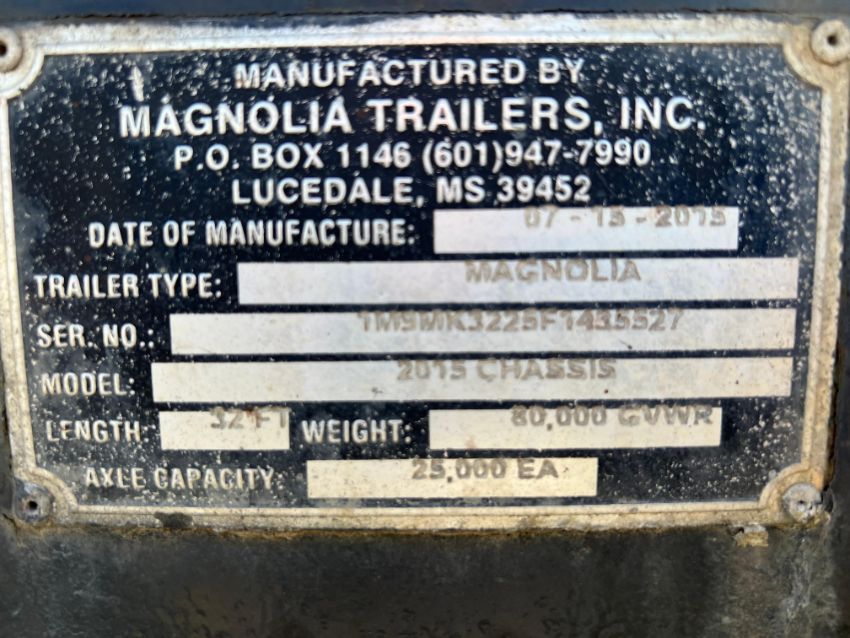 MANUFACTURED BY
MAGNOLIA TRAILERS, INC.
P.O. BOX 1146 (601)947-7990
LUCEDALE, MS 39452
DATE OF MANUFACTURE: 07 - 15 - 2015
TRAILER TYPE: MAGNOLIA
SER. NO.: 1M9MK3225F1435527
MODEL: 2015 CHASSIS
LENGTH: 32 FT WEIGHT: 80,000 GVWR
AXLE CAPACITY: 25,000 EA